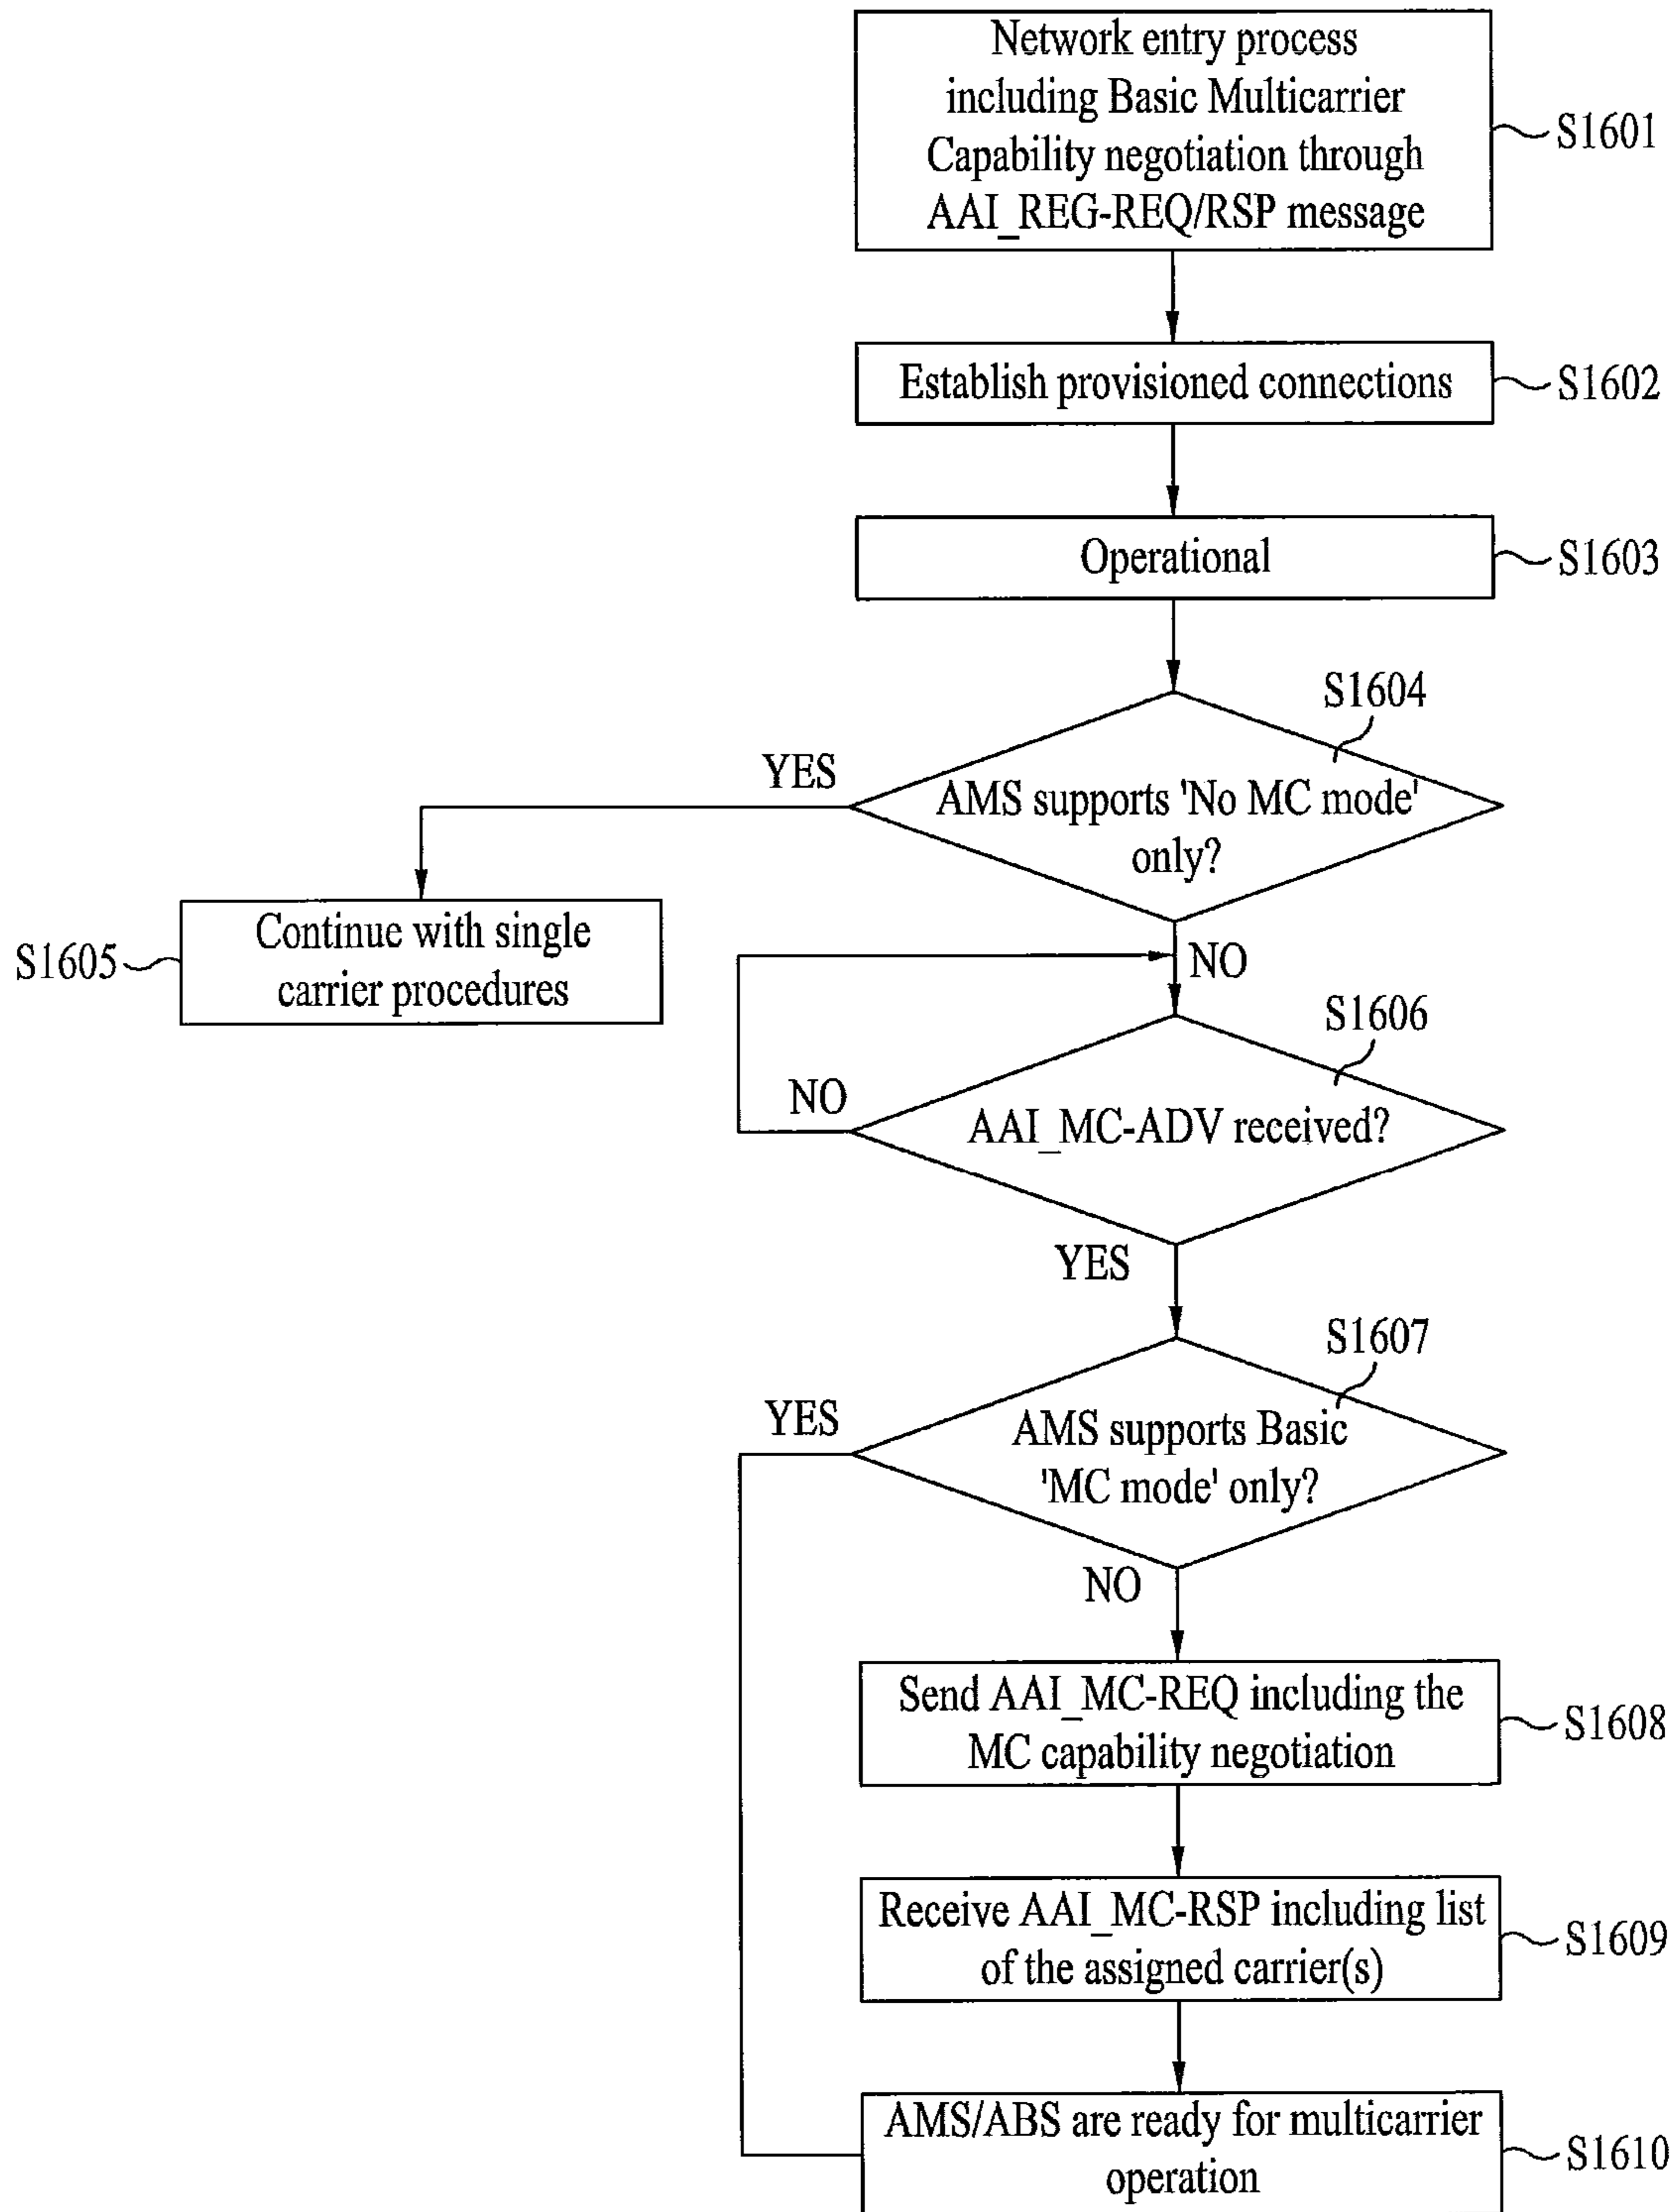 Network entry process
including Basic Multicarrier
Capability negotiation through
AAI_REG-REQ/RSP message
S1601
Establish provisioned connections
S1602
Operational
S1603
S1604
YES
AMS supports 'No MC mode'
only?
Continue with single
carrier procedures
S1605
NO
S1606
NO
AAI_MC-ADV received?
YES
S1607
YES
AMS supports Basic
'MC mode' only?
NO
Send AAI_MC-REQ including the
MC capability negotiation
S1608
Receive AAI_MC-RSP including list
of the assigned carrier(s)
S1609
AMS/ABS are ready for multicarrier
operation
S1610